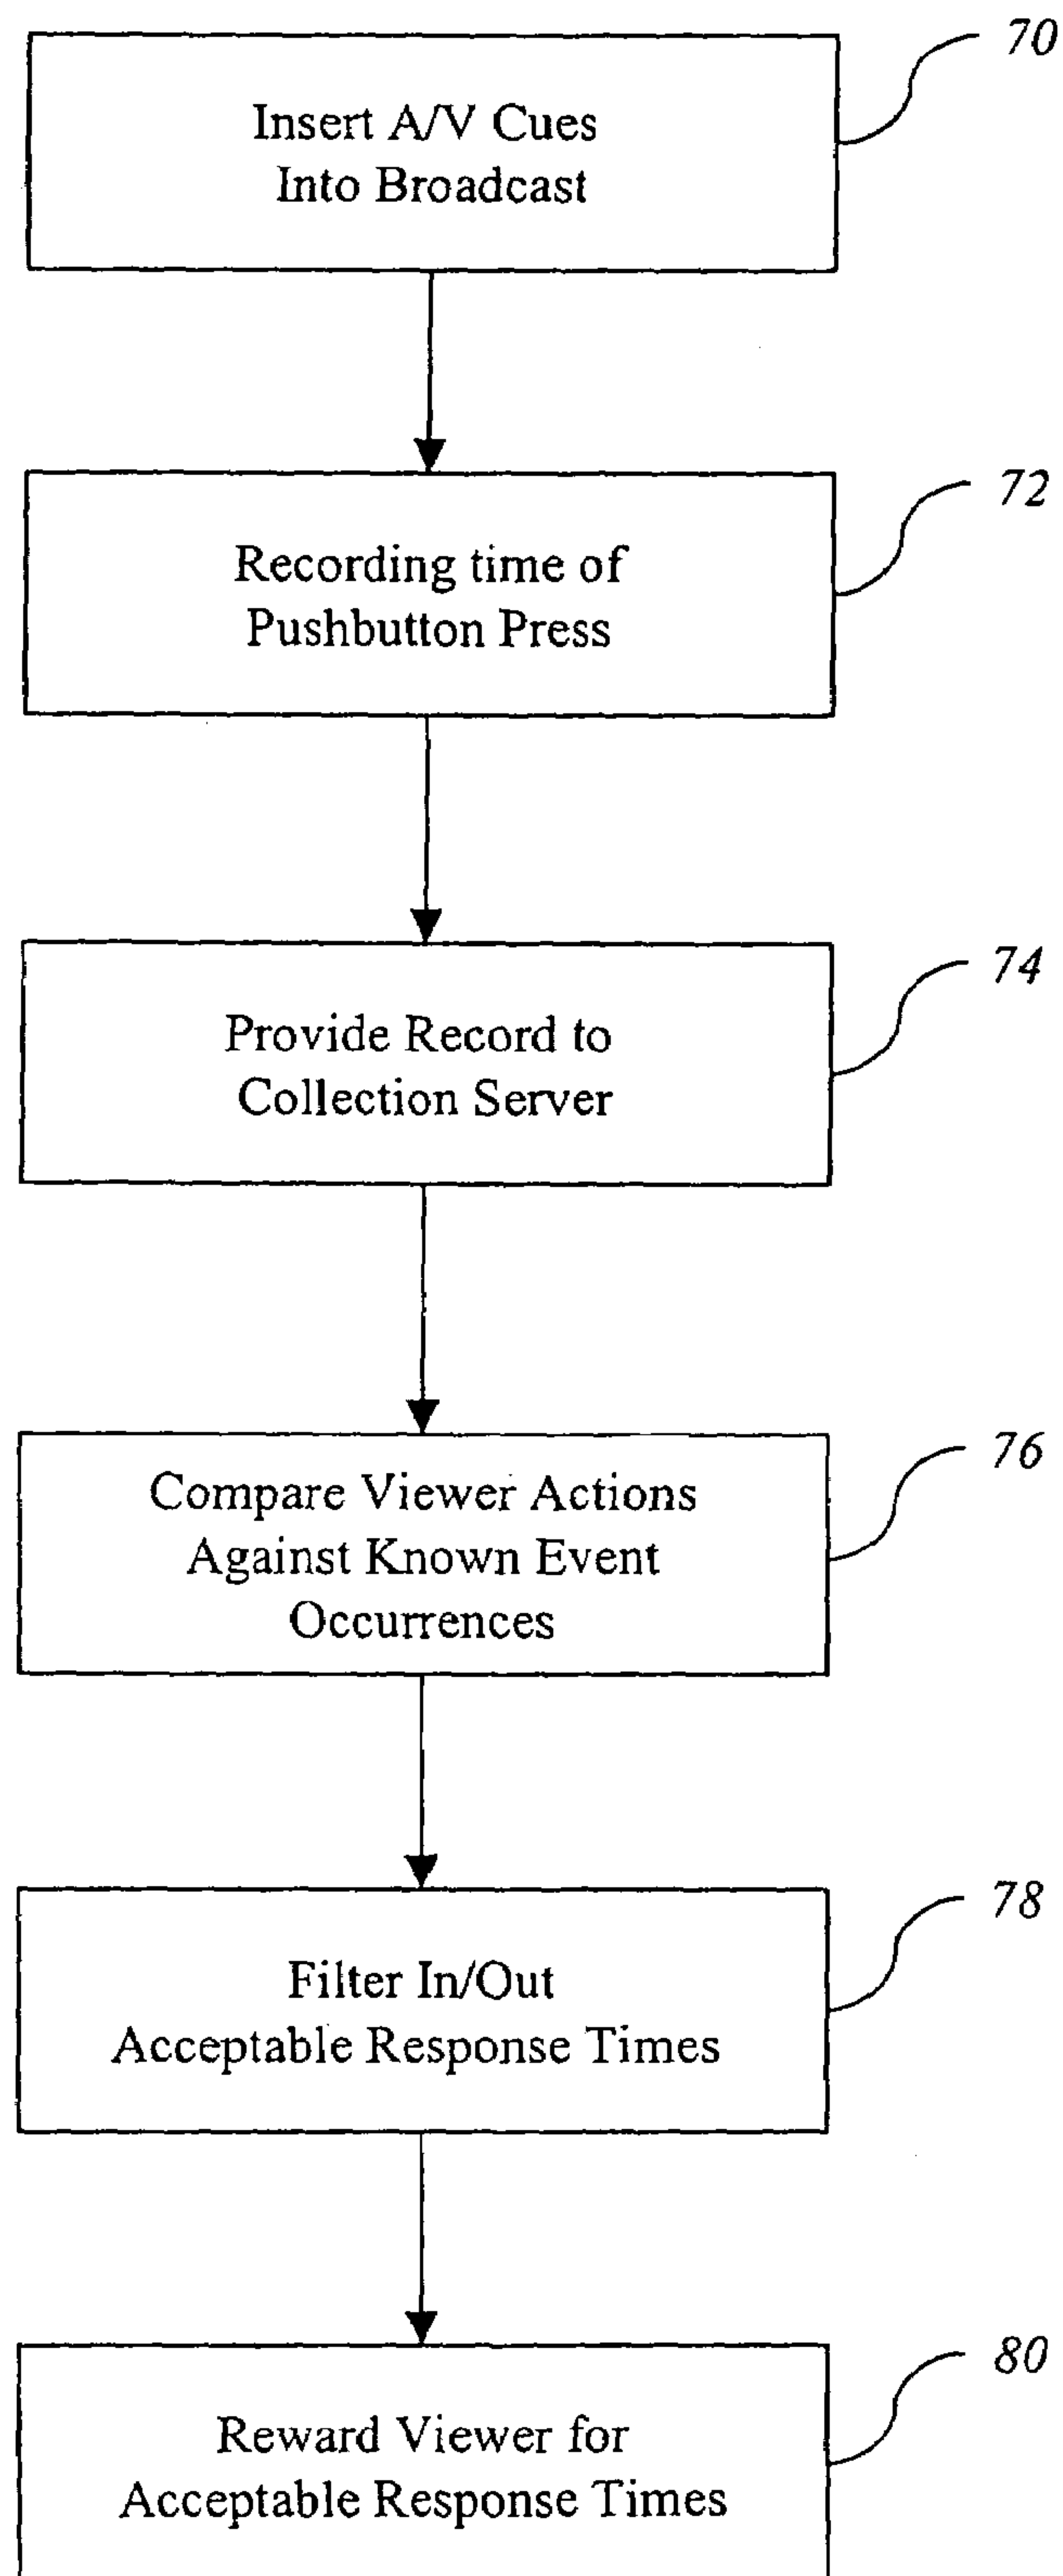 70
Insert A/V Cues
Into Broadcast
72
Recording time of
Pushbutton Press
74
Provide Record to
Collection Server
76
Compare Viewer Actions
Against Known Event
Occurrences
78
Filter In/Out
Acceptable Response Times
80
Reward Viewer for
Acceptable Response Times